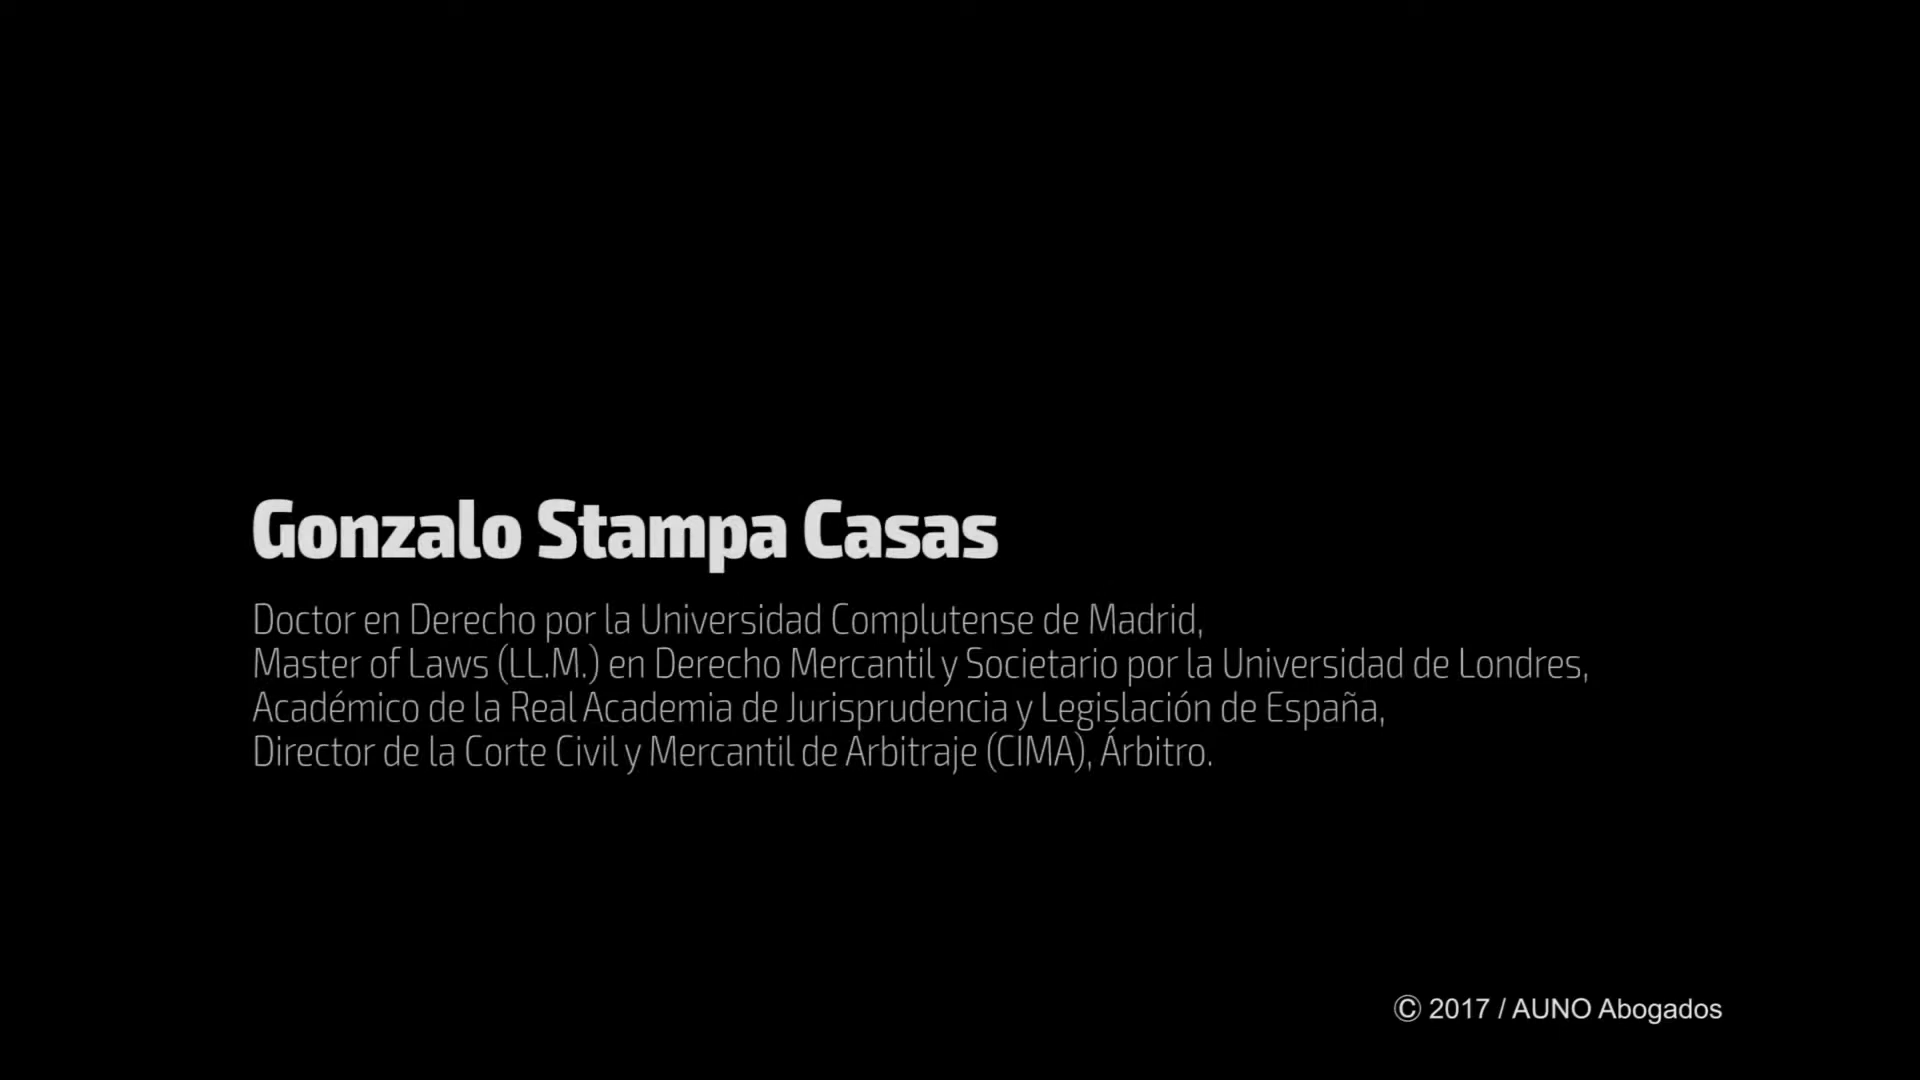 Gonzalo Stampa Casas
Doctor en Derecho por la Universidad Complutense de Madrid,
Master of Laws (LL.M.) en Derecho Mercantil y Societario por la Universidad de Londres,
Académico de la Real Academia de Jurisprudencia y Legislación de España,
Director de la Corte Civil y Mercantil de Arbitraje (CIMA), Árbitro.
© 2017 / AUNO Abogados